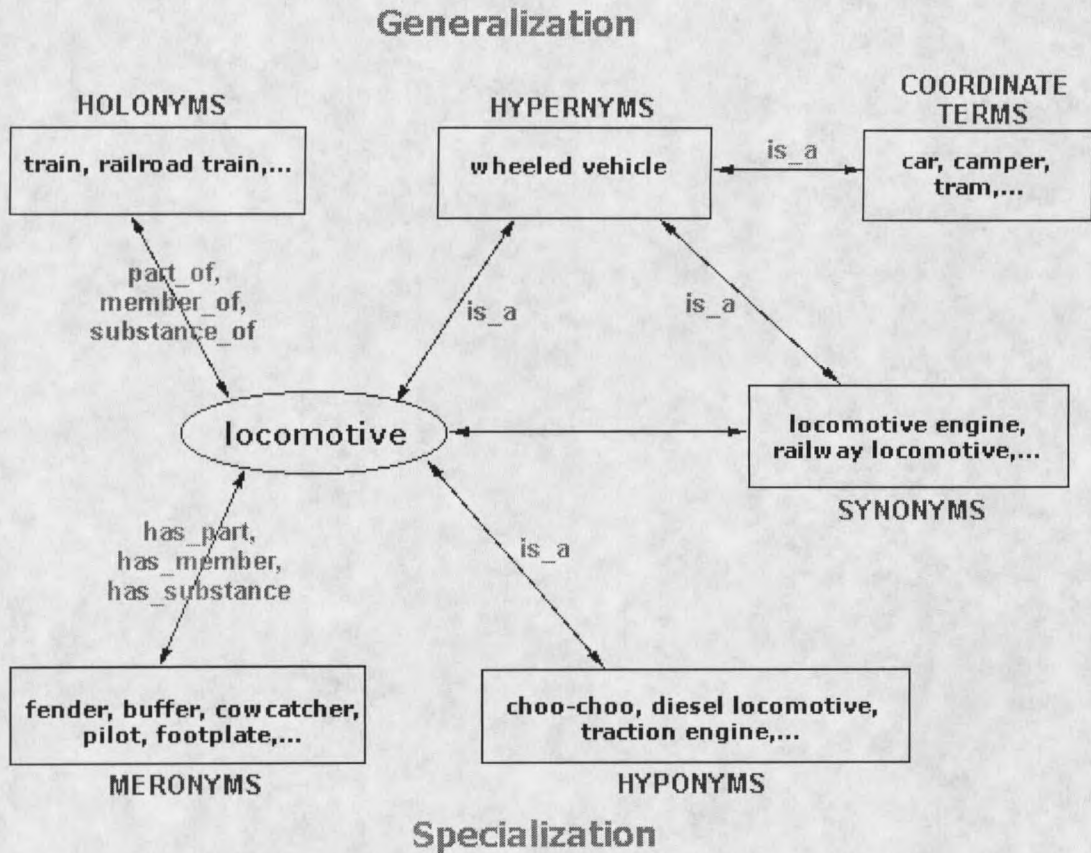 Generalization
HOLONYMS
HYPERNYMS
COORDINATE
TERMS
train, railroad train,...
wheeled vehicle
is_a
car, camper,
tram,...
part_of,
member_of,
substance_of
is_a
is_a
locomotive
locomotive engine,
railway locomotive,...
SYNONYMS
has_part,
has_member,
has_substance
is_a
fender, buffer, cowcatcher,
pilot, footplate,...
MERONYMS
choo-choo, diesel locomotive,
traction engine,...
HYPONYMS
Specialization